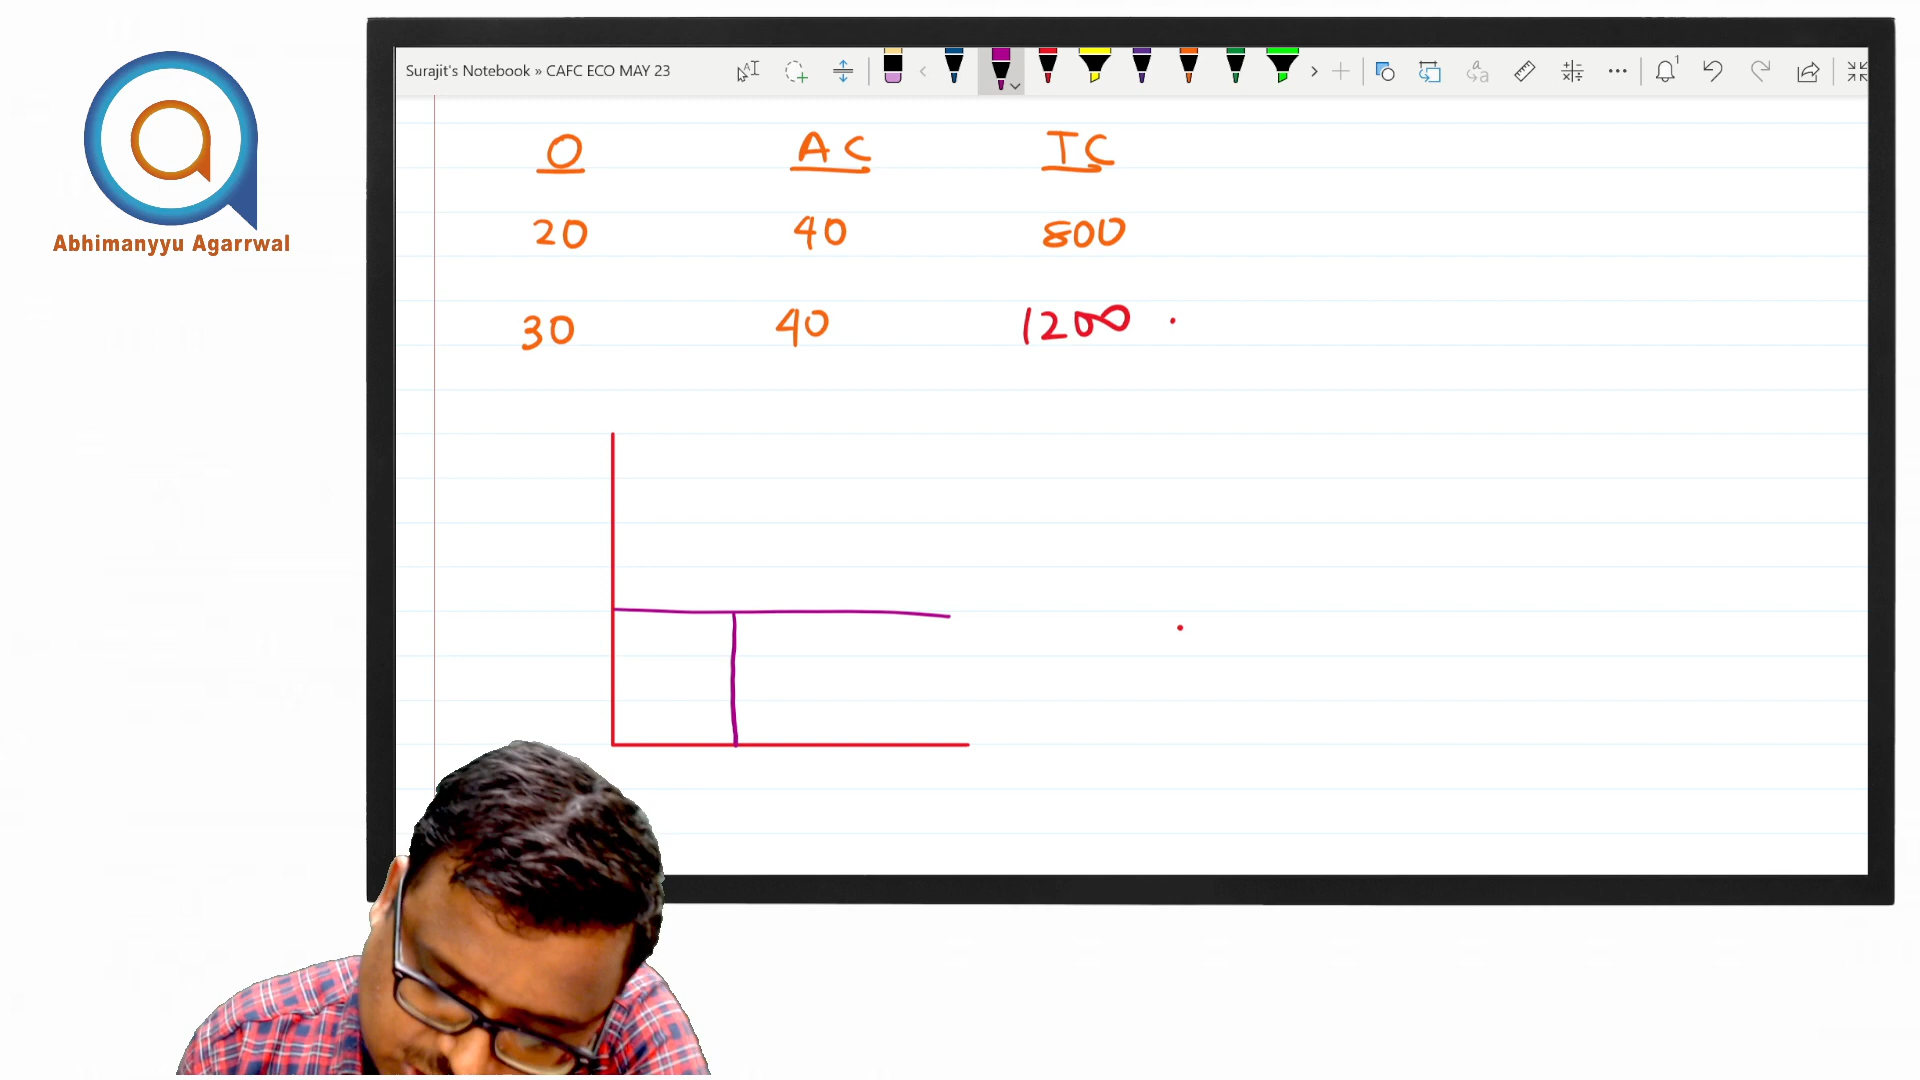 Surajit's Notebook » CAFC ECO MAY 23
Abhimanyyu Agarrwal
O AC TC
20 40 800
30 40 1200 .